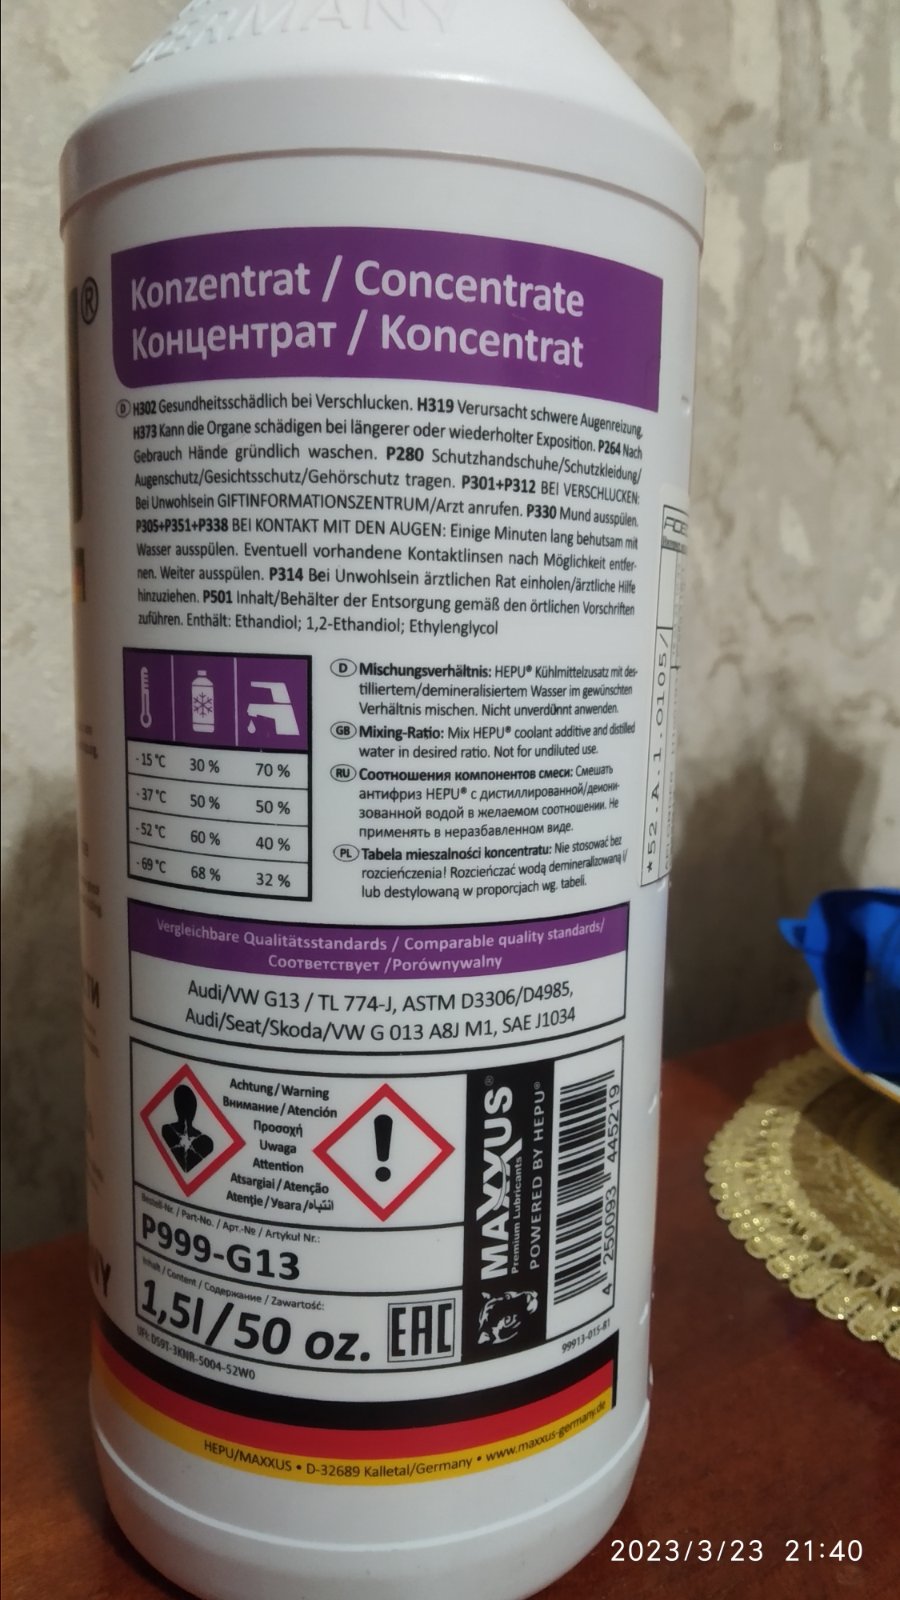 GERMANY
®
Konzentrat / Concentrate
Концентрат / Koncentrat
D H302 Gesundheitsschädlich bei Verschlucken. H319 Verursacht schwere Augenreizung,
H373 Kann die Organe schädigen bei längerer oder wiederholter Exposition. P264 Nach
Gebrauch Hände gründlich waschen. P280 Schutzhandschuhe/Schutzkleidung/
Augenschutz/Gesichtsschutz/Gehörschutz tragen. P301+P312 BEI VERSCHLUCKEN:
Bei Unwohlsein GIFTINFORMATIONSZENTRUM/Arzt anrufen. P330 Mund ausspülen.
P305+P351+P338 BEI KONTAKT MIT DEN AUGEN: Einige Minuten lang behutsam mit
Wasser ausspülen. Eventuell vorhandene Kontaktlinsen nach Möglichkeit entfer-
nen. Weiter ausspülen. P314 Bei Unwohlsein ärztlichen Rat einholen/ärztliche Hilfe
hinzuziehen. P501 Inhalt/Behälter der Entsorgung gemäß den örtlichen Vorschriften
zuführen. Enthält: Ethandiol; 1,2-Ethandiol; Ethylenglycol
-15 °C 30 % 70 %
-37 °C 50 % 50 %
-52 °C 60 % 40 %
-69 °C 68 % 32 %
D Mischungsverhältnis: HEPU® Kühlmittelzusatz mit des-
tilliertem/demineralisiertem Wasser im gewünschten
Verhältnis mischen. Nicht unverdünnt anwenden.
GB Mixing-Ratio: Mix HEPU® coolant additive and distilled
water in desired ratio. Not for undiluted use.
RU Соотношения компонентов смеси: Смешать
антифриз HEPU® с дистиллированной/деиони-
зованной водой в желаемом соотношении. Не
применять в неразбавленном виде.
PL Tabela mieszalności koncentratu: Nie stosować bez
rozcieńczenia! Rozcieńczać wodą demineralizowaną i/
lub destylowaną w proporcjach wg. tabeli.
*52.A.1.0105/
Vergleichbare Qualitätsstandards / Comparable quality standards/
Соответствует /Porównywalny
Audi/VW G13 / TL 774-J, ASTM D3306/D4985,
Audi/Seat/Skoda/VW G 013 A8J M1, SAE J1034
Achtung/Warning
Внимание/Atención
Προσοχή
Uwaga
Attention
Atsargiai/Atenção
Atenţie/Увага/انتباه
Bestell-Nr. / Part-No. / Арт.-№ / Artykuł Nr.:
P999-G13
Inhalt / Content / Содержание / Zawartość:
1,5l/50 oz.
EAC
MAXXUS®
Premium Lubricants
POWERED BY HEPU®
4 250093 445219
UFI: D59T-3KNR-5004-52W0
99913-015-B1
HEPU/MAXXUS • D-32689 Kalletal/Germany • www.maxxus-germany.de
2023/3/23 21:40